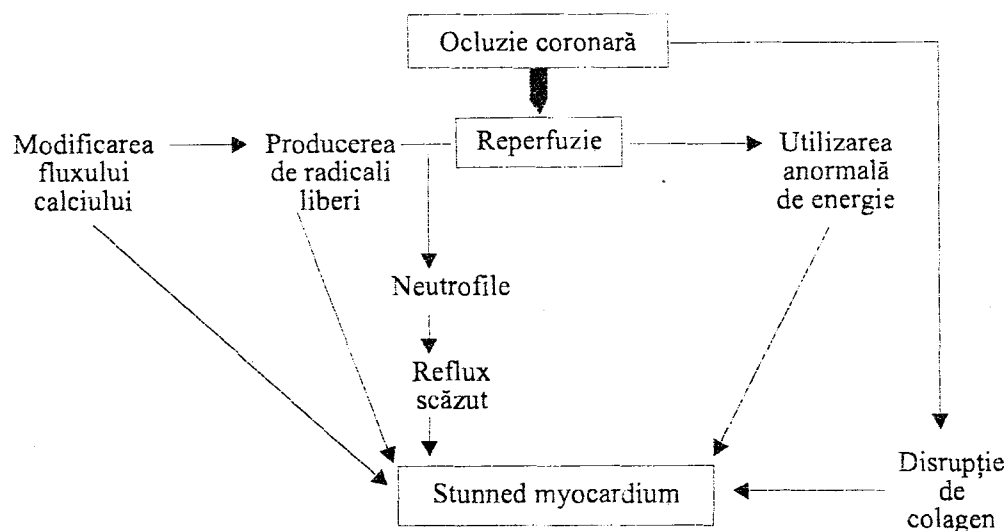 Ocluzie coronară
Modificarea
fluxului
calciului
Producerea
de radicali
liberi
Reperfuzie
Utilizarea
anormală
de energie
Neutrofile
Reflux
scăzut
Stunned myocardium
Disrupție
de
colagen